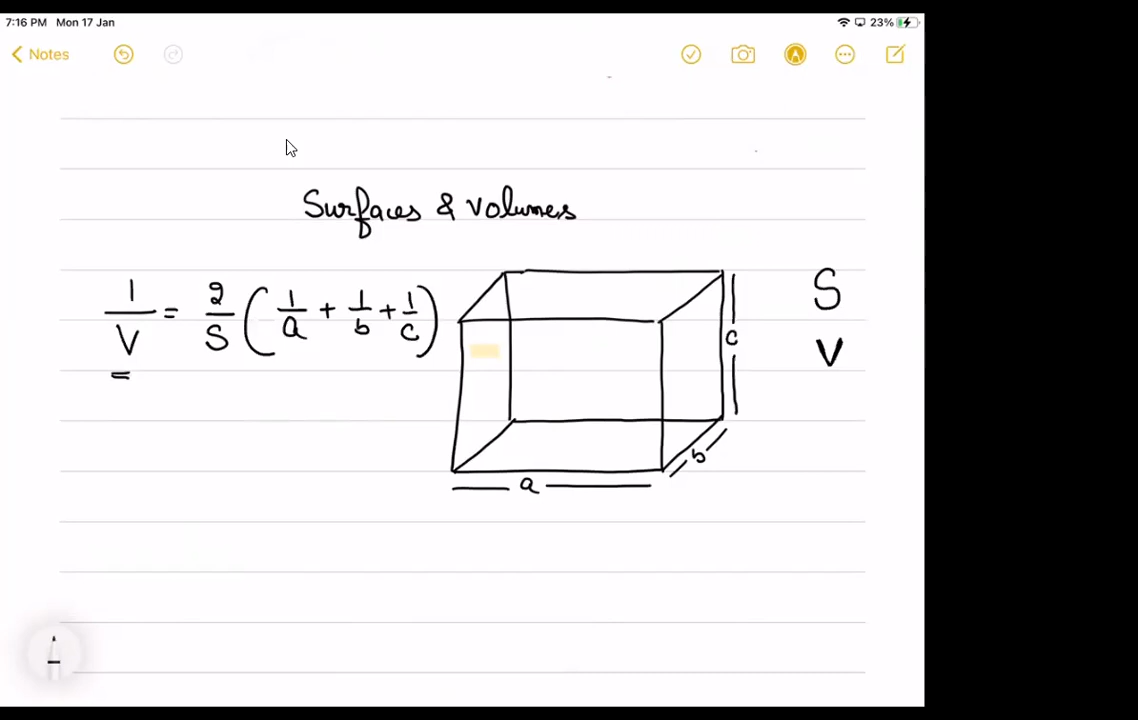 7:16 PM Mon 17 Jan
23%
Notes
Surfaces & volumes
1/V = 2/S (1/a + 1/b + 1/c)
S
V
c
b
a